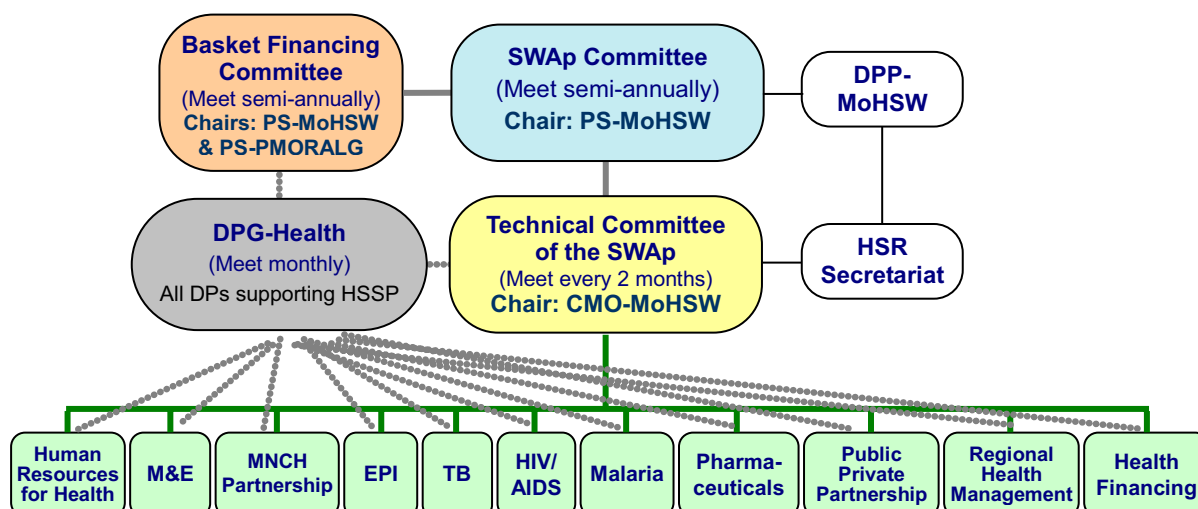 Basket Financing
Committee
(Meet semi-annually)
Chairs: PS-MoHSW
& PS-PMORALG
SWAp Committee
(Meet semi-annually)
Chair: PS-MoHSW
DPP-
MoHSW
DPG-Health
(Meet monthly)
All DPs supporting HSSP
Technical Committee
of the SWAp
(Meet every 2 months)
Chair: CMO-MoHSW
HSR
Secretariat
Human
Resources
for Health
M&E
MNCH
Partnership
EPI
TB
HIV/
AIDS
Malaria
Pharma-
ceuticals
Public
Private
Partnership
Regional
Health
Management
Health
Financing